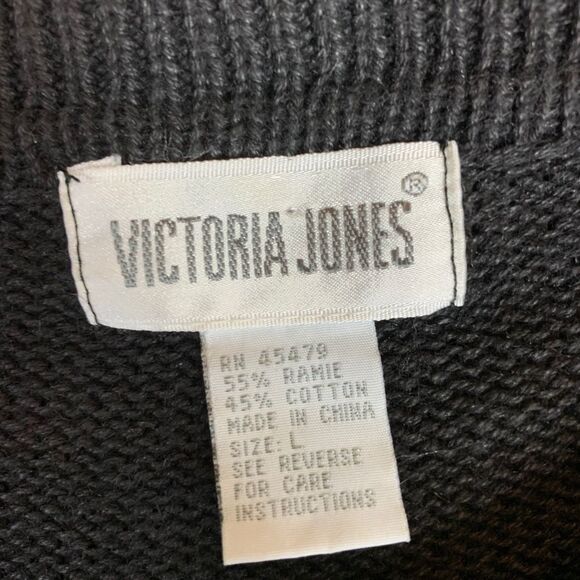 VICTORIA JONES ®
RN 45479
55% RAMIE
45% COTTON
MADE IN CHINA
SIZE: L
SEE REVERSE
FOR CARE
INSTRUCTIONS